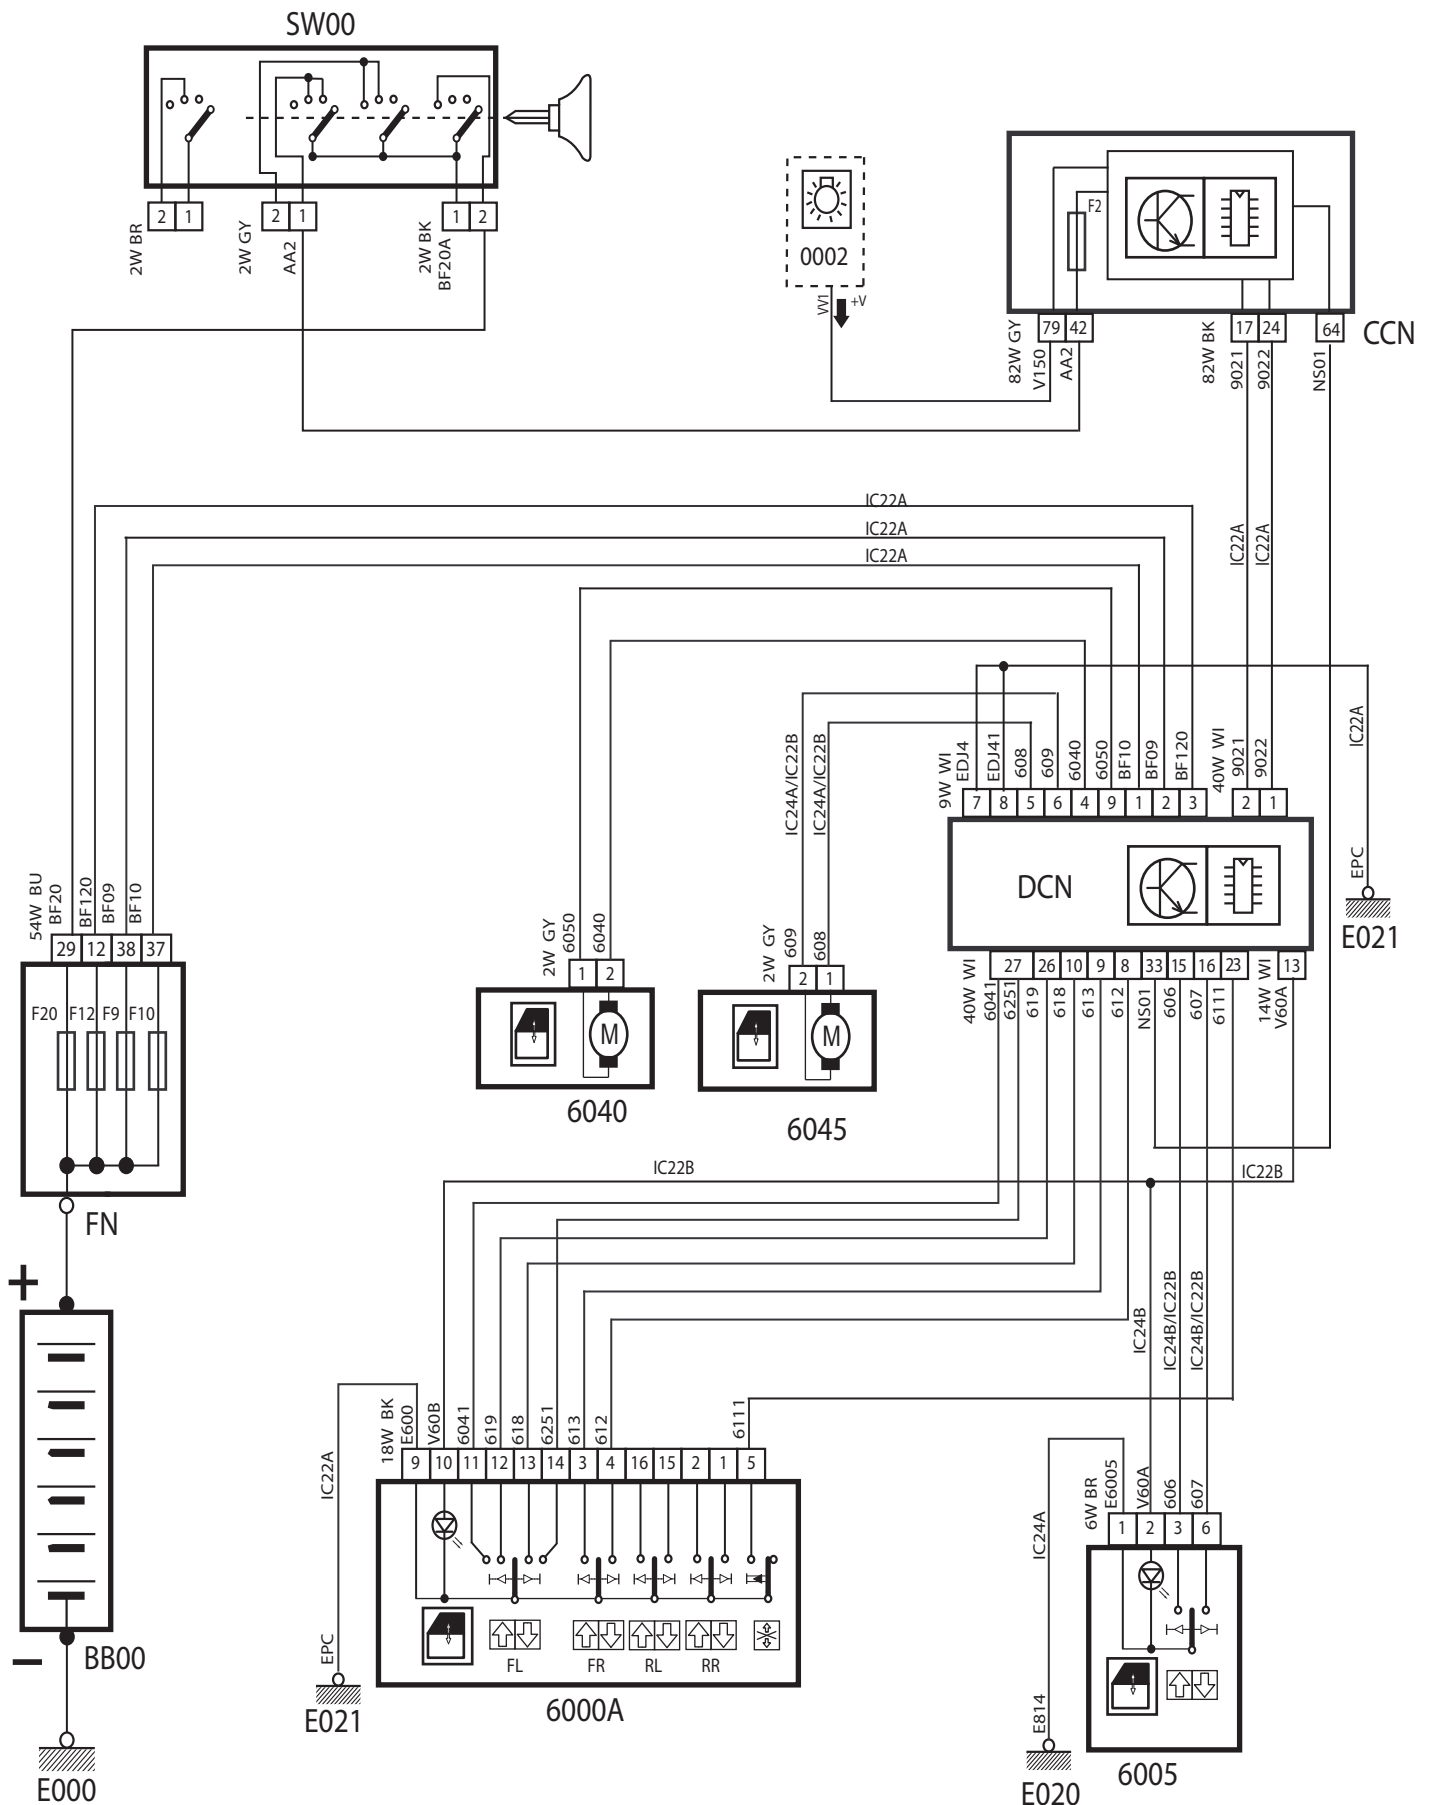 SW00
2 1
2 1
1 2
2W BR
2W GY
AA2
2W BK
BF20A
0002
VV1
+V
F2
79 42
17 24
64
CCN
82W GY
V150
AA2
82W BK
9021
9022
NS01
IC22A
IC22A
IC22A
IC22A
IC22A
IC22A
IC24A/IC22B
IC24A/IC22B
9W WI
EDJ4
EDJ41
608
609
6040
6050
BF10
BF09
BF120
40W WI
9021
9022
7 8 5 6 4 9 1 2 3
2 1
DCN
EPC
E021
54W BU
BF20
BF120
BF09
BF10
29 12 38 37
F20 F12 F9 F10
FN
2W GY
6050
6040
1 2
M
6040
2W GY
609
608
2 1
M
6045
27 26 10 9 8 33 15 16 23
13
40W WI
6041
6251
619
618
613
612
NS01
606
607
6111
14W WI
V60A
IC22B
IC22B
IC24B
IC24B/IC22B
IC24B/IC22B
+
−
BB00
E000
IC22A
EPC
E021
18W BK
E600
V60B
6041
619
618
6251
613
612
6111
9 10 11 12 13 14 3 4 16 15 2 1 5
FL FR RL RR
6000A
IC24A
E814
E020
6W BR
E6005
V60A
606
607
1 2 3 6
6005